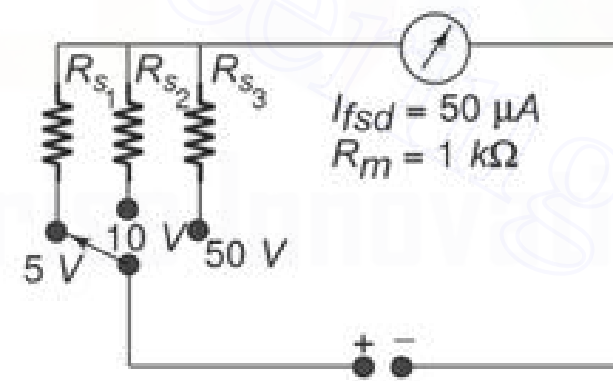 Rs1 Rs2 Rs3
Ifsd = 50 μA
Rm = 1 kΩ
5 V 10 V 50 V
+ −